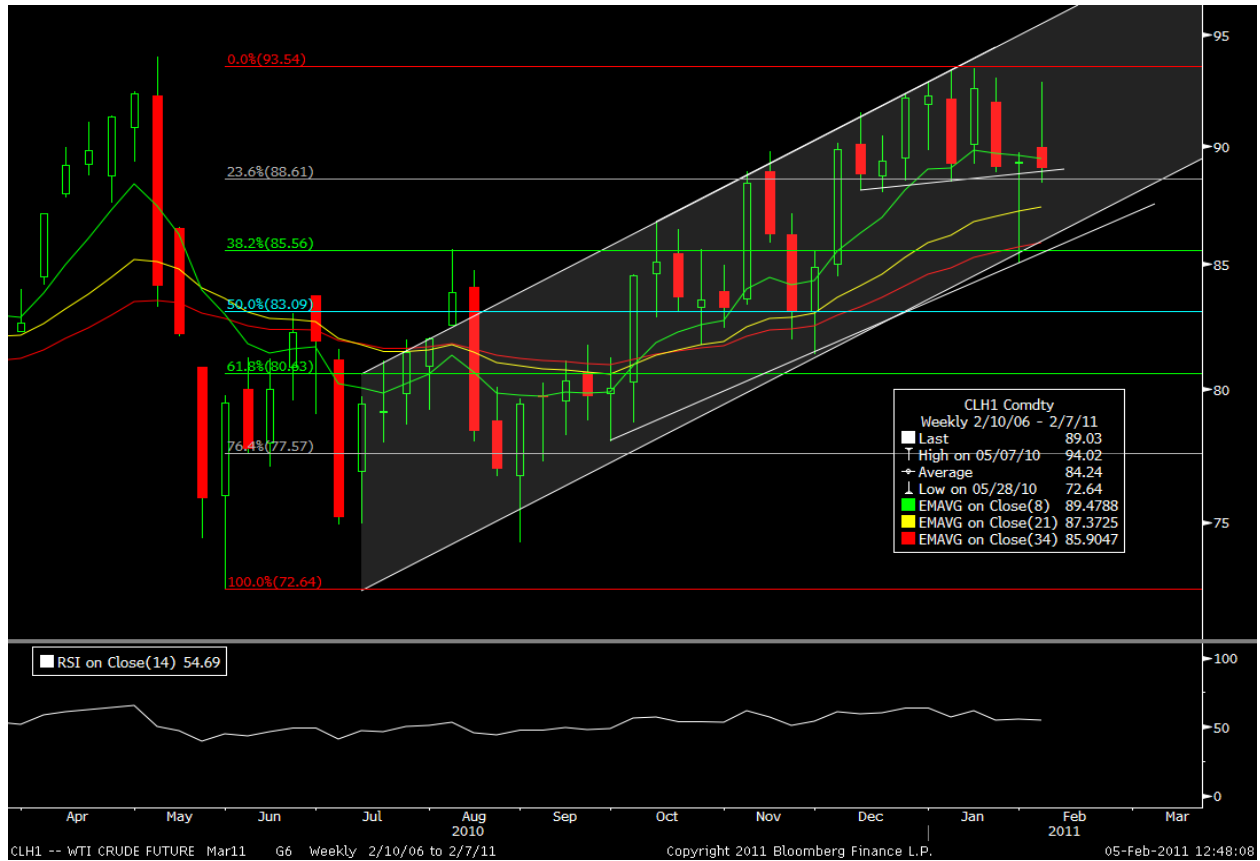 95
0.0%(93.54)
90
23.6%(88.61)
38.2%(85.56)
85
50.0%(83.09)
61.8%(80.63)
80
76.4%(77.57)
75
100.0%(72.64)
CLH1 Comdty
Weekly 2/10/06 - 2/7/11
Last 89.03
High on 05/07/10 94.02
Average 84.24
Low on 05/28/10 72.64
EMAVG on Close(8) 89.4788
EMAVG on Close(21) 87.3725
EMAVG on Close(34) 85.9047
RSI on Close(14) 54.69
100
50
0
Apr May Jun Jul Aug Sep Oct Nov Dec Jan Feb Mar
2010 2011
CLH1 -- WTI CRUDE FUTURE Mar11 G6 Weekly 2/10/06 to 2/7/11 Copyright 2011 Bloomberg Finance L.P. 05-Feb-2011 12:48:08